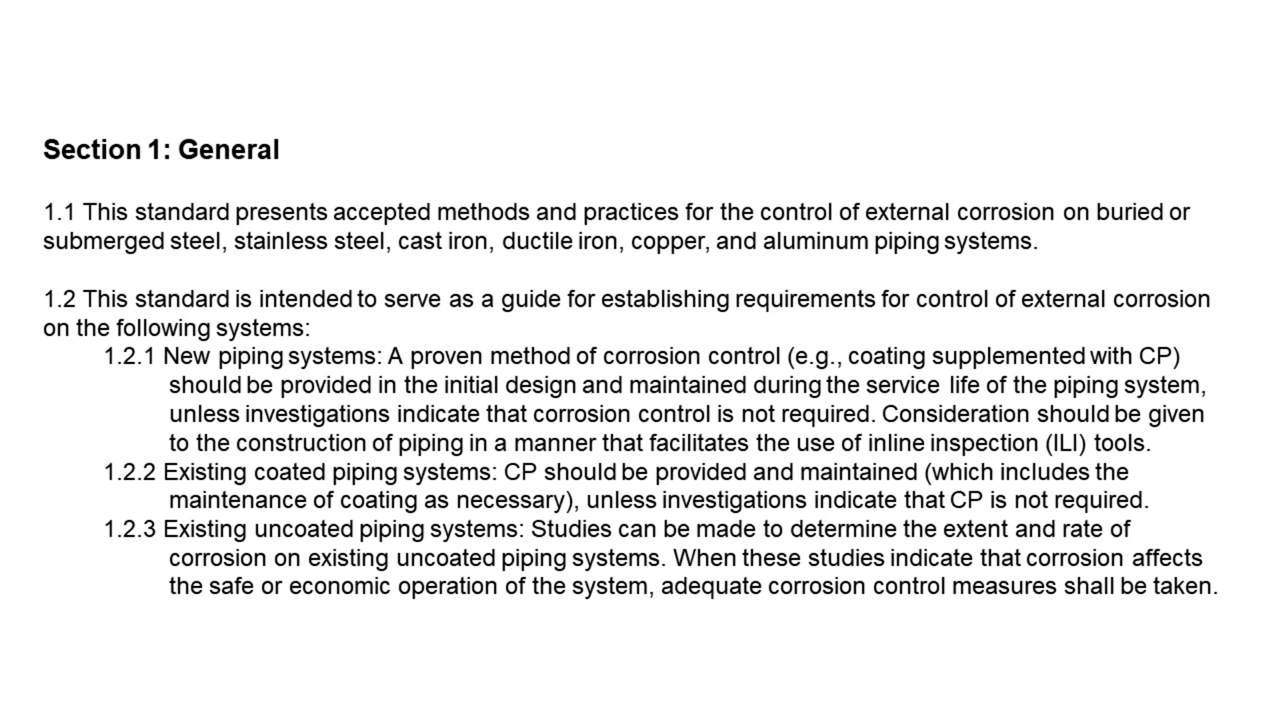 Section 1: General
1.1 This standard presents accepted methods and practices for the control of external corrosion on buried or
submerged steel, stainless steel, cast iron, ductile iron, copper, and aluminum piping systems.
1.2 This standard is intended to serve as a guide for establishing requirements for control of external corrosion
on the following systems:
1.2.1 New piping systems: A proven method of corrosion control (e.g., coating supplemented with CP)
should be provided in the initial design and maintained during the service life of the piping system,
unless investigations indicate that corrosion control is not required. Consideration should be given
to the construction of piping in a manner that facilitates the use of inline inspection (ILI) tools.
1.2.2 Existing coated piping systems: CP should be provided and maintained (which includes the
maintenance of coating as necessary), unless investigations indicate that CP is not required.
1.2.3 Existing uncoated piping systems: Studies can be made to determine the extent and rate of
corrosion on existing uncoated piping systems. When these studies indicate that corrosion affects
the safe or economic operation of the system, adequate corrosion control measures shall be taken.